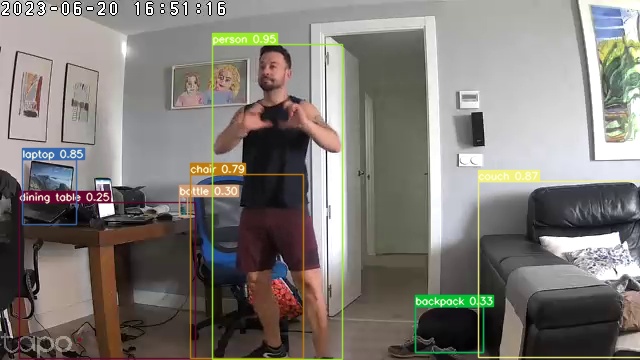 2023-06-20 16:51:16
person 0.95
laptop 0.85
chair 0.79
couch 0.87
bottle 0.30
dining table 0.25
backpack 0.33
tapo